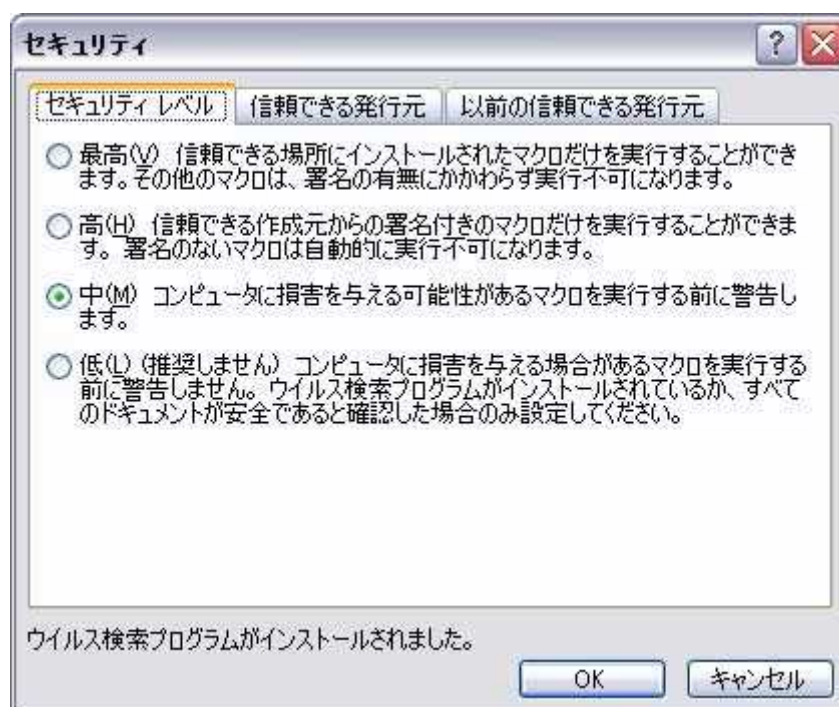 セキュリティ
セキュリティ レベル 信頼できる発行元 以前の信頼できる発行元
最高(V) 信頼できる場所にインストールされたマクロだけを実行することができ
ます。その他のマクロは、署名の有無にかかわらず実行不可になります。
高(H) 信頼できる作成元からの署名付きのマクロだけを実行することができま
す。署名のないマクロは自動的に実行不可になります。
中(M) コンピュータに損害を与える可能性があるマクロを実行する前に警告し
ます。
低(L) (推奨しません) コンピュータに損害を与える場合があるマクロを実行する
前に警告しません。ウイルス検索プログラムがインストールされているか、すべて
のドキュメントが安全であると確認した場合のみ設定してください。
ウイルス検索プログラムがインストールされました。
OK キャンセル